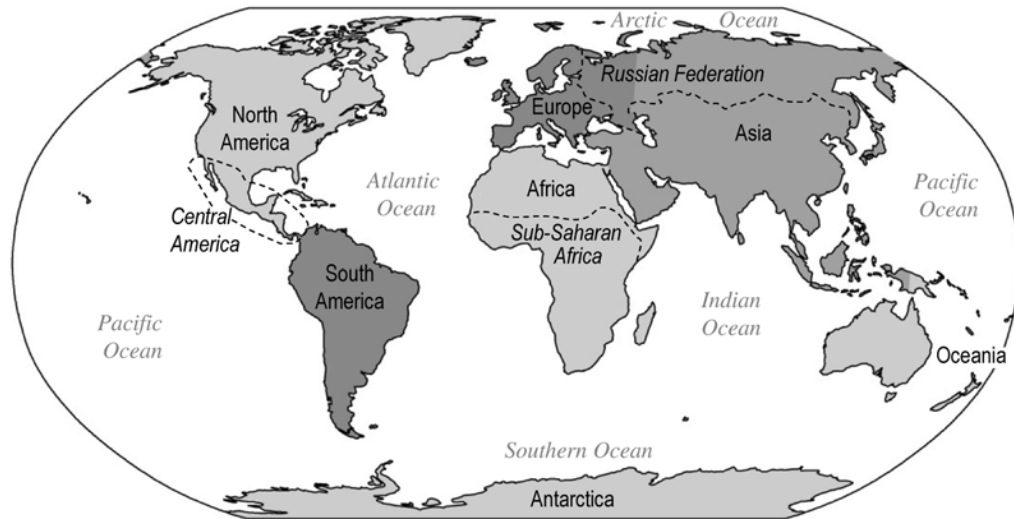 Arctic Ocean
Russian Federation
North
America
Europe
Asia
Atlantic
Ocean
Africa
Pacific
Ocean
Central
America
Sub-Saharan
Africa
South
America
Indian
Ocean
Pacific
Ocean
Oceania
Southern Ocean
Antarctica